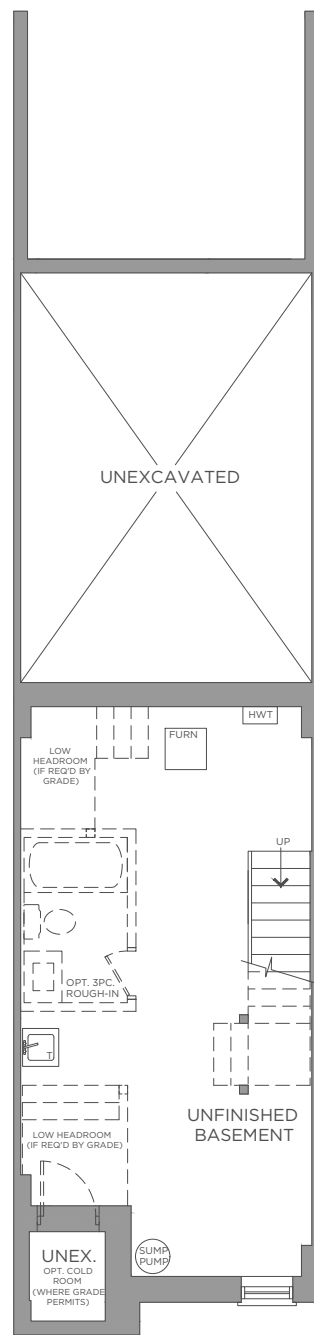 UNEXCAVATED
HWT
FURN
LOW
HEADROOM
(IF REQ'D BY
GRADE)
UP
OPT. 3PC.
ROUGH-IN
T
UNFINISHED
BASEMENT
LOW HEADROOM
(IF REQ'D BY GRADE)
UNEX.
OPT. COLD
ROOM
(WHERE GRADE
PERMITS)
SUMP
PUMP